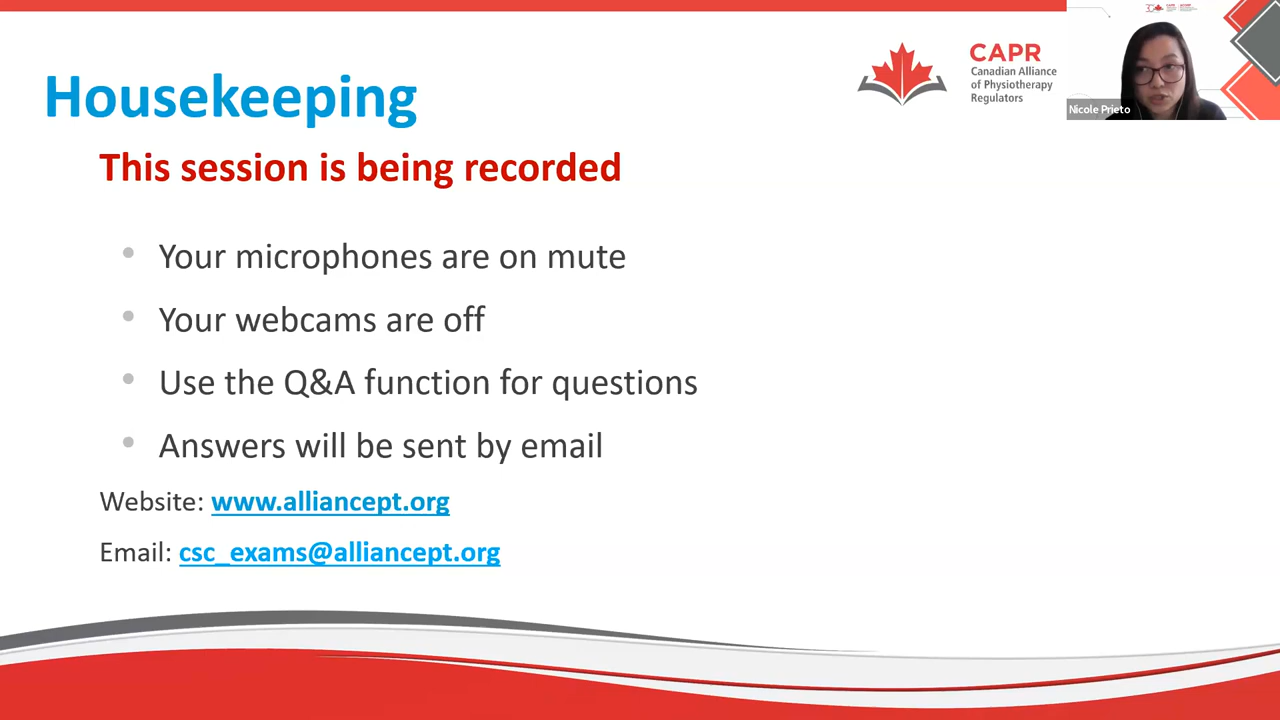 Housekeeping
CAPR
Canadian Alliance
of Physiotherapy
Regulators
Nicole Prieto
This session is being recorded
Your microphones are on mute
Your webcams are off
Use the Q&A function for questions
Answers will be sent by email
Website: www.alliancept.org
Email: csc_exams@alliancept.org